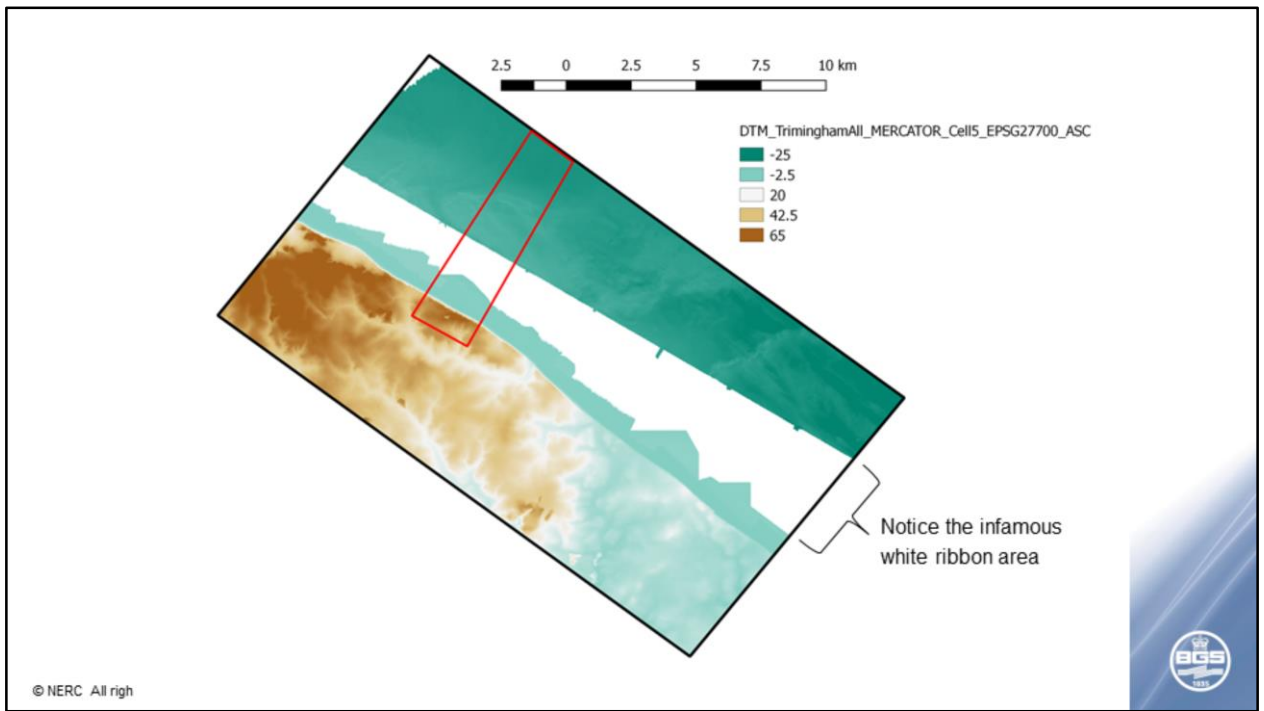 2.5 0 2.5 5 7.5 10 km
DTM_TriminghamAll_MERCATOR_Cell5_EPSG27700_ASC
-25
-2.5
20
42.5
65
Notice the infamous
white ribbon area
BGS
1835
© NERC All righ